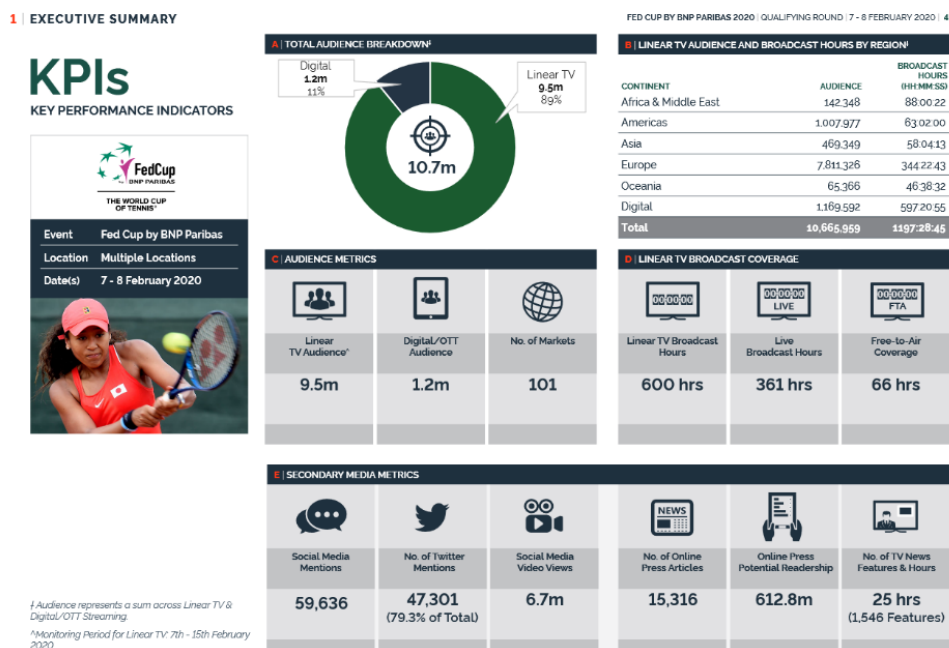 1 | EXECUTIVE SUMMARY
FED CUP BY BNP PARIBAS 2020 | QUALIFYING ROUND | 7 - 8 FEBRUARY 2020 | 4
KPIs
KEY PERFORMANCE INDICATORS
FedCup
BNP PARIBAS
THE WORLD CUP
OF TENNIS™
Event Fed Cup by BNP Paribas
Location Multiple Locations
Date(s) 7 - 8 February 2020
A | TOTAL AUDIENCE BREAKDOWN‡
Digital
1.2m
11%
Linear TV
9.5m
89%
10.7m
B | LINEAR TV AUDIENCE AND BROADCAST HOURS BY REGION‡
CONTINENT AUDIENCE BROADCAST
HOURS
(HH:MM:SS)
Africa & Middle East 142,348 88:00:22
Americas 1,007,977 63:02:00
Asia 469,349 58:04:13
Europe 7,811,326 344:22:43
Oceania 65,366 46:38:32
Digital 1,169,592 597:20:55
Total 10,665,959 1197:28:45
C | AUDIENCE METRICS
Linear
TV Audience^
9.5m
Digital/OTT
Audience
1.2m
No. of Markets
101
D | LINEAR TV BROADCAST COVERAGE
00:00:00
Linear TV Broadcast
Hours
600 hrs
00:00:00
LIVE
Live
Broadcast Hours
361 hrs
00:00:00
FTA
Free-to-Air
Coverage
66 hrs
E | SECONDARY MEDIA METRICS
Social Media
Mentions
59,636
No. of Twitter
Mentions
47,301
(79.3% of Total)
Social Media
Video Views
6.7m
NEWS
No. of Online
Press Articles
15,316
Online Press
Potential Readership
612.8m
No. of TV News
Features & Hours
25 hrs
(1,546 Features)
‡ Audience represents a sum across Linear TV &
Digital/OTT Streaming.
^Monitoring Period for Linear TV: 7th - 15th February
2020